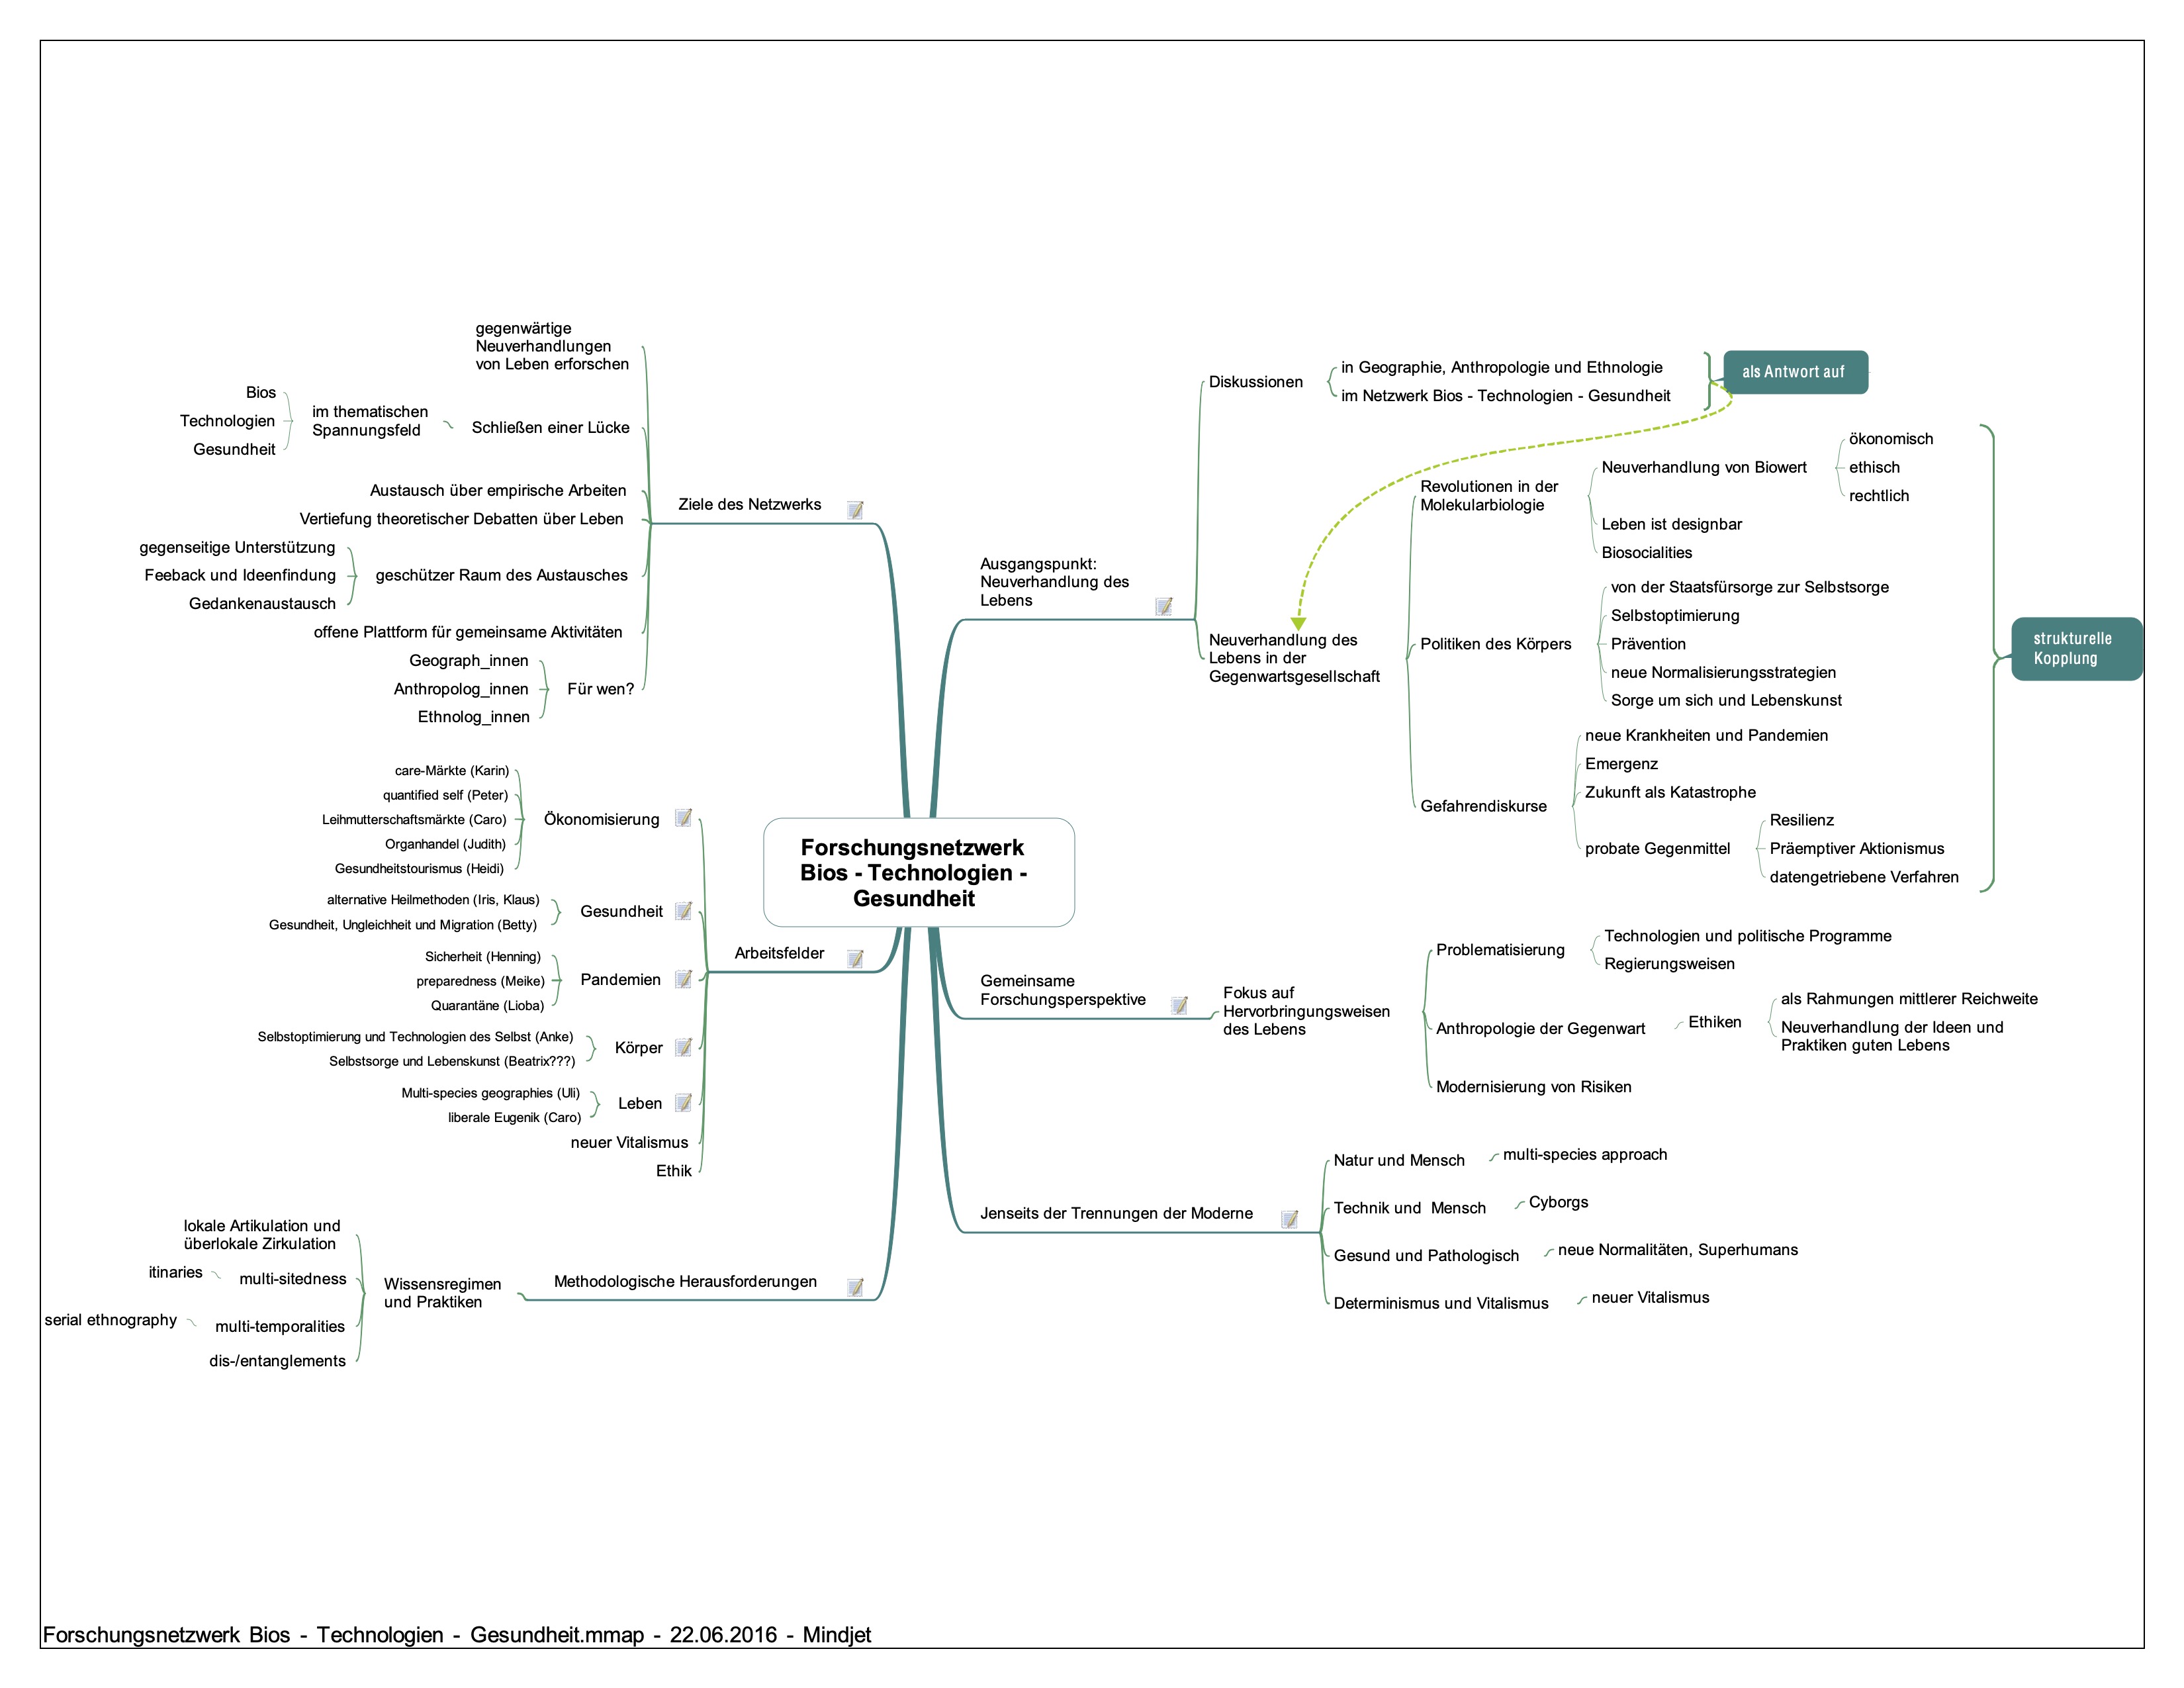 gegenwärtige
Neuverhandlungen
von Leben erforschen
Bios
Technologien
Gesundheit
im thematischen
Spannungsfeld
Schließen einer Lücke
Austausch über empirische Arbeiten
Vertiefung theoretischer Debatten über Leben
gegenseitige Unterstützung
Feeback und Ideenfindung
Gedankenaustausch
geschützer Raum des Austausches
offene Plattform für gemeinsame Aktivitäten
Geograph_innen
Anthropolog_innen
Ethnolog_innen
Für wen?
Ziele des Netzwerks
care-Märkte (Karin)
quantified self (Peter)
Leihmutterschaftsmärkte (Caro)
Organhandel (Judith)
Gesundheitstourismus (Heidi)
Ökonomisierung
alternative Heilmethoden (Iris, Klaus)
Gesundheit, Ungleichheit und Migration (Betty)
Gesundheit
Sicherheit (Henning)
preparedness (Meike)
Quarantäne (Lioba)
Pandemien
Selbstoptimierung und Technologien des Selbst (Anke)
Selbstsorge und Lebenskunst (Beatrix???)
Körper
Multi-species geographies (Uli)
liberale Eugenik (Caro)
Leben
neuer Vitalismus
Ethik
Arbeitsfelder
lokale Artikulation und
überlokale Zirkulation
itinaries
multi-sitedness
serial ethnography
multi-temporalities
dis-/entanglements
Wissensregimen
und Praktiken
Methodologische Herausforderungen
Forschungsnetzwerk
Bios - Technologien -
Gesundheit
Ausgangspunkt:
Neuverhandlung des
Lebens
Diskussionen
in Geographie, Anthropologie und Ethnologie
im Netzwerk Bios - Technologien - Gesundheit
als Antwort auf
Neuverhandlung des
Lebens in der
Gegenwartsgesellschaft
Revolutionen in der
Molekularbiologie
Neuverhandlung von Biowert
ökonomisch
ethisch
rechtlich
Leben ist designbar
Biosocialities
Politiken des Körpers
von der Staatsfürsorge zur Selbstsorge
Selbstoptimierung
Prävention
neue Normalisierungsstrategien
Sorge um sich und Lebenskunst
Gefahrendiskurse
neue Krankheiten und Pandemien
Emergenz
Zukunft als Katastrophe
probate Gegenmittel
Resilienz
Präemptiver Aktionismus
datengetriebene Verfahren
strukturelle
Kopplung
Gemeinsame
Forschungsperspektive
Fokus auf
Hervorbringungsweisen
des Lebens
Problematisierung
Technologien und politische Programme
Regierungsweisen
Anthropologie der Gegenwart
Ethiken
als Rahmungen mittlerer Reichweite
Neuverhandlung der Ideen und
Praktiken guten Lebens
Modernisierung von Risiken
Jenseits der Trennungen der Moderne
Natur und Mensch
multi-species approach
Technik und  Mensch
Cyborgs
Gesund und Pathologisch
neue Normalitäten, Superhumans
Determinismus und Vitalismus
neuer Vitalismus
Forschungsnetzwerk Bios - Technologien - Gesundheit.mmap - 22.06.2016 - Mindjet